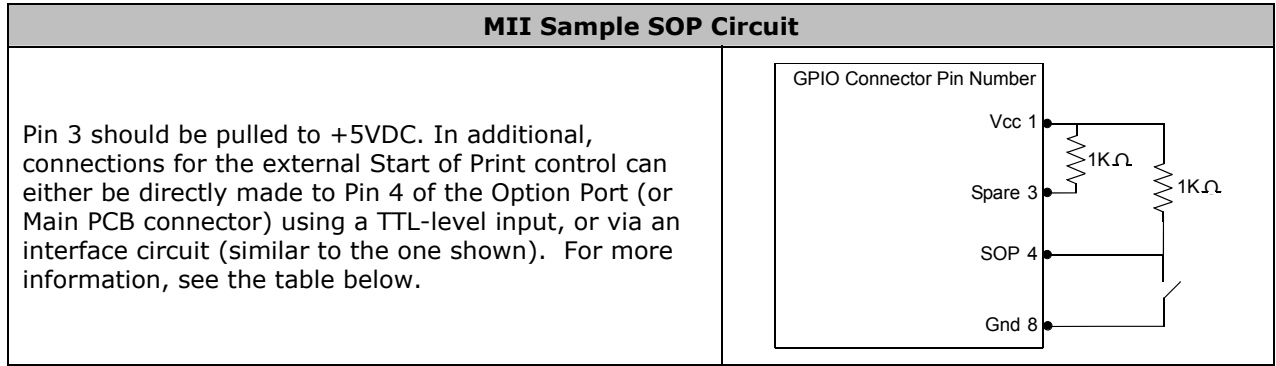 MII Sample SOP Circuit
Pin 3 should be pulled to +5VDC. In additional,
connections for the external Start of Print control can
either be directly made to Pin 4 of the Option Port (or
Main PCB connector) using a TTL-level input, or via an
interface circuit (similar to the one shown).  For more
information, see the table below.
GPIO Connector Pin Number
Vcc 1
1KΩ
Spare 3
1KΩ
SOP 4
Gnd 8